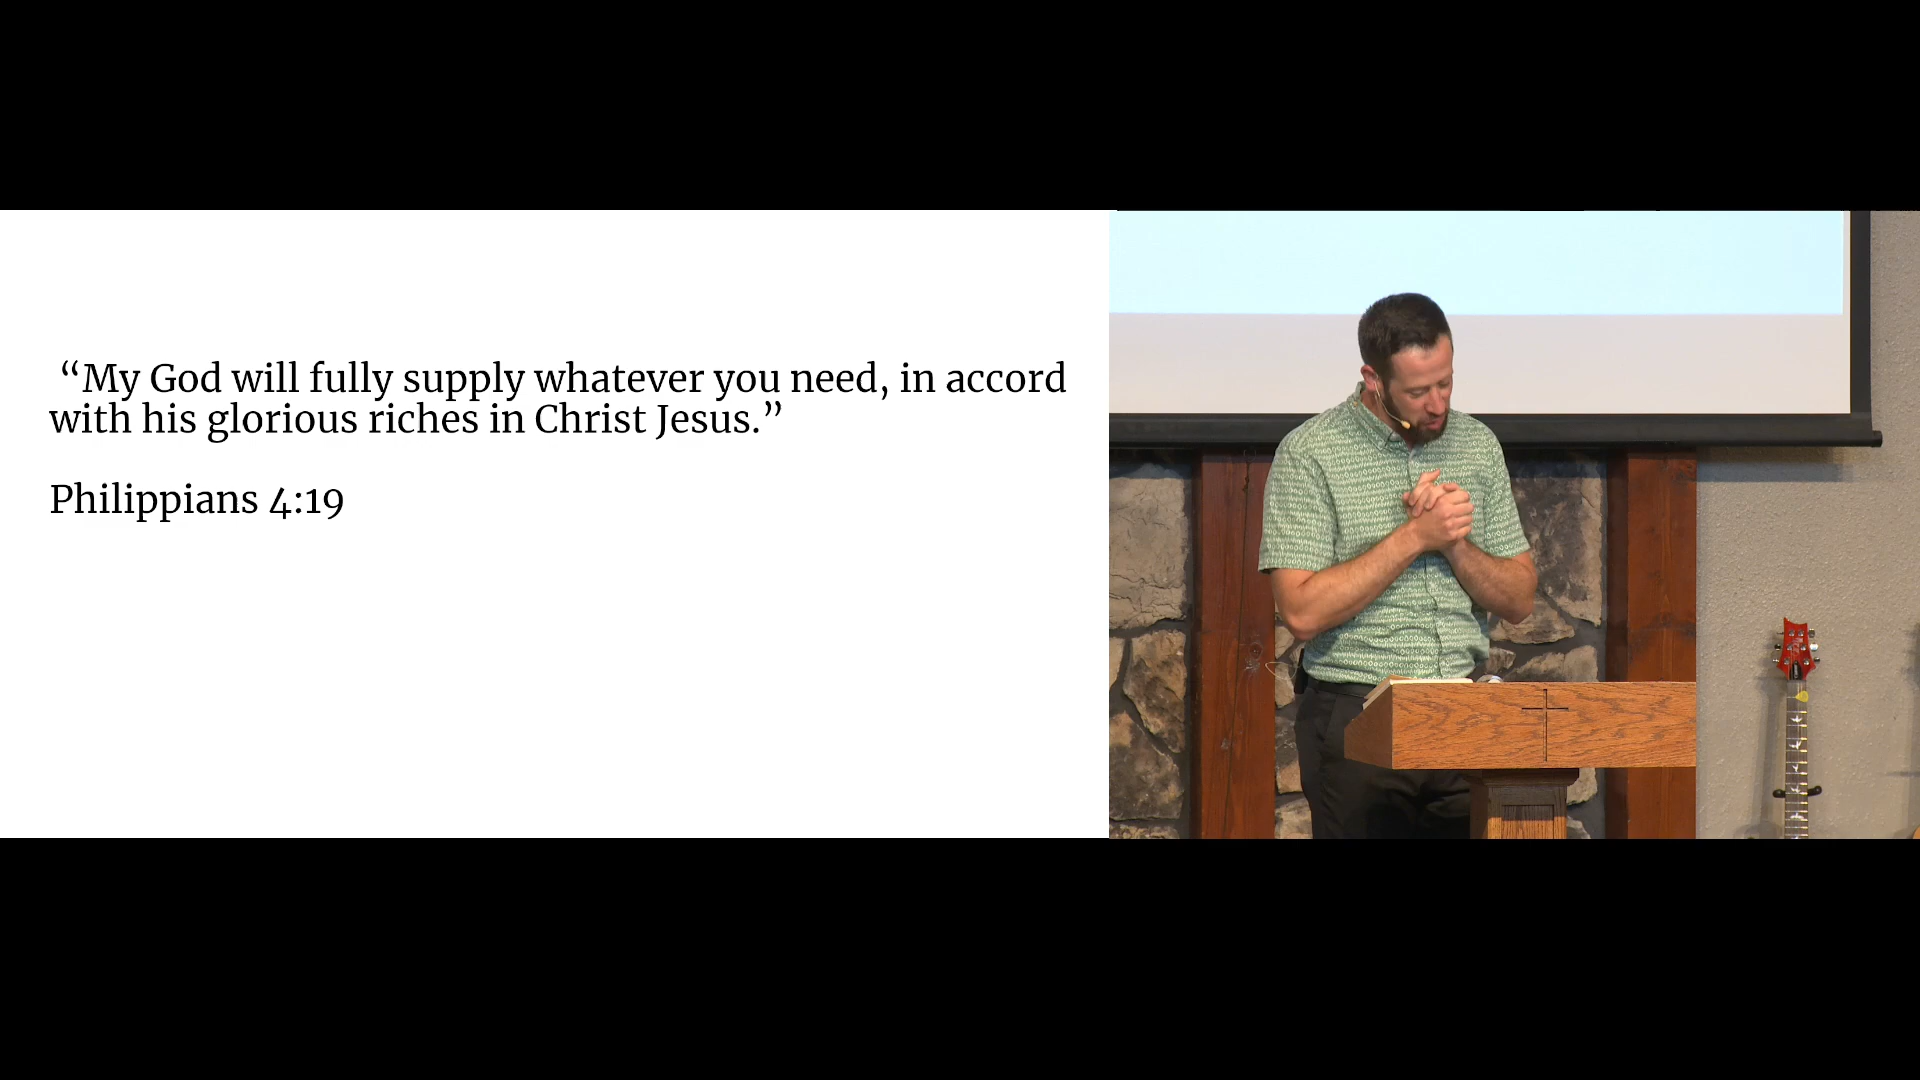 “My God will fully supply whatever you need, in accord
with his glorious riches in Christ Jesus.”
Philippians 4:19